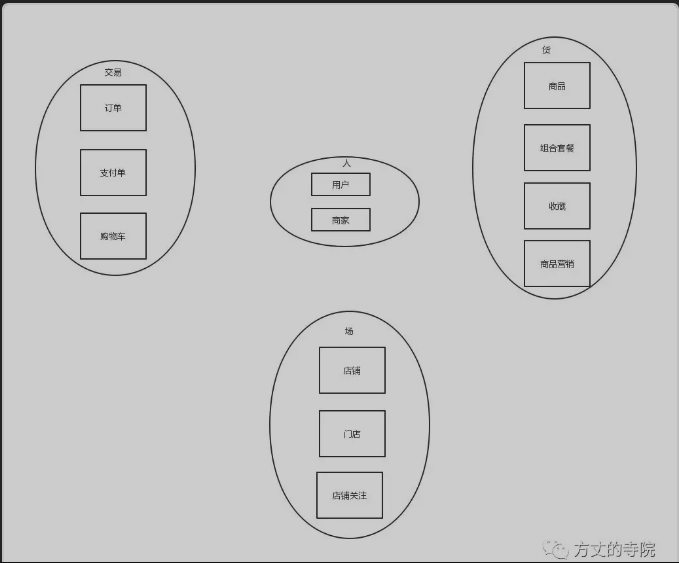 交易
订单
支付单
购物车
人
用户
商家
货
商品
组合套餐
收藏
商品营销
场
店铺
门店
店铺关注
方丈的寺院